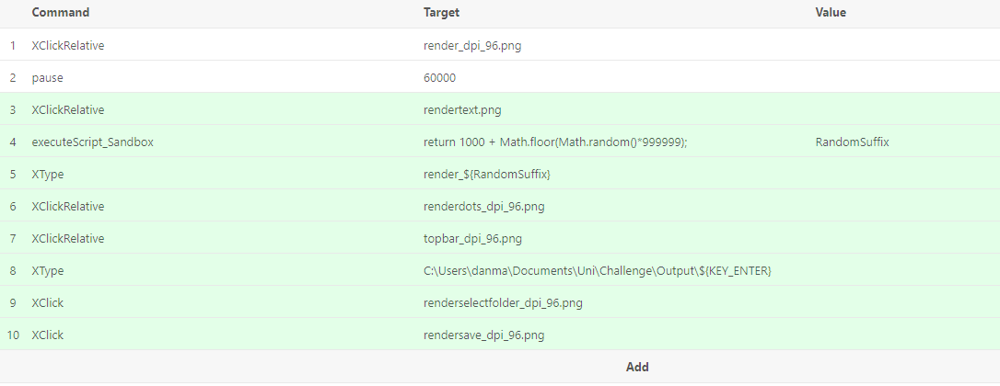 Command Target Value
1 XClickRelative render_dpi_96.png
2 pause 60000
3 XClickRelative rendertext.png
4 executeScript_Sandbox return 1000 + Math.floor(Math.random()*999999); RandomSuffix
5 XType render_${RandomSuffix}
6 XClickRelative renderdots_dpi_96.png
7 XClickRelative topbar_dpi_96.png
8 XType C:\Users\danma\Documents\Uni\Challenge\Output\${KEY_ENTER}
9 XClick renderselectfolder_dpi_96.png
10 XClick rendersave_dpi_96.png
Add